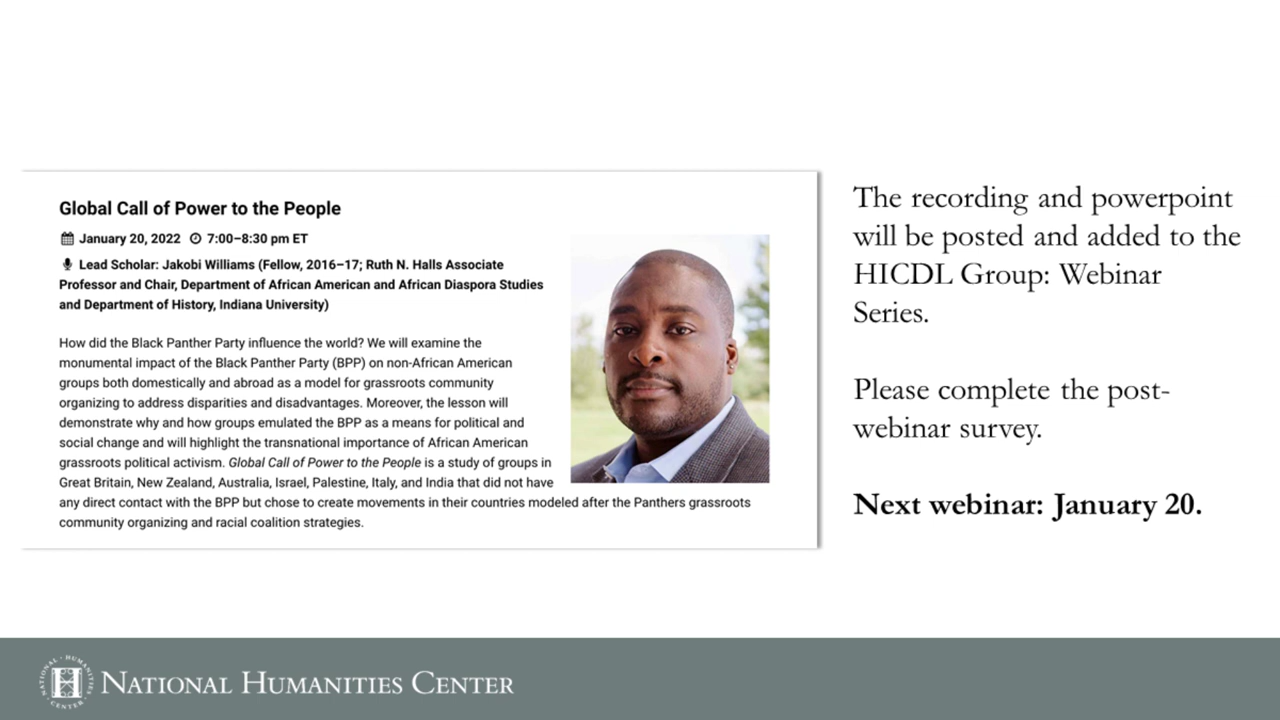 Global Call of Power to the People
January 20, 2022 7:00–8:30 pm ET
Lead Scholar: Jakobi Williams (Fellow, 2016–17; Ruth N. Halls Associate
Professor and Chair, Department of African American and African Diaspora Studies
and Department of History, Indiana University)
How did the Black Panther Party influence the world? We will examine the
monumental impact of the Black Panther Party (BPP) on non-African American
groups both domestically and abroad as a model for grassroots community
organizing to address disparities and disadvantages. Moreover, the lesson will
demonstrate why and how groups emulated the BPP as a means for political and
social change and will highlight the transnational importance of African American
grassroots political activism. Global Call of Power to the People is a study of groups in
Great Britain, New Zealand, Australia, Israel, Palestine, Italy, and India that did not have
any direct contact with the BPP but chose to create movements in their countries modeled after the Panthers grassroots
community organizing and racial coalition strategies.
The recording and powerpoint
will be posted and added to the
HICDL Group: Webinar
Series.
Please complete the post-
webinar survey.
Next webinar: January 20.
NATIONAL · HUMANITIES · CENTER ·
H
NATIONAL HUMANITIES CENTER